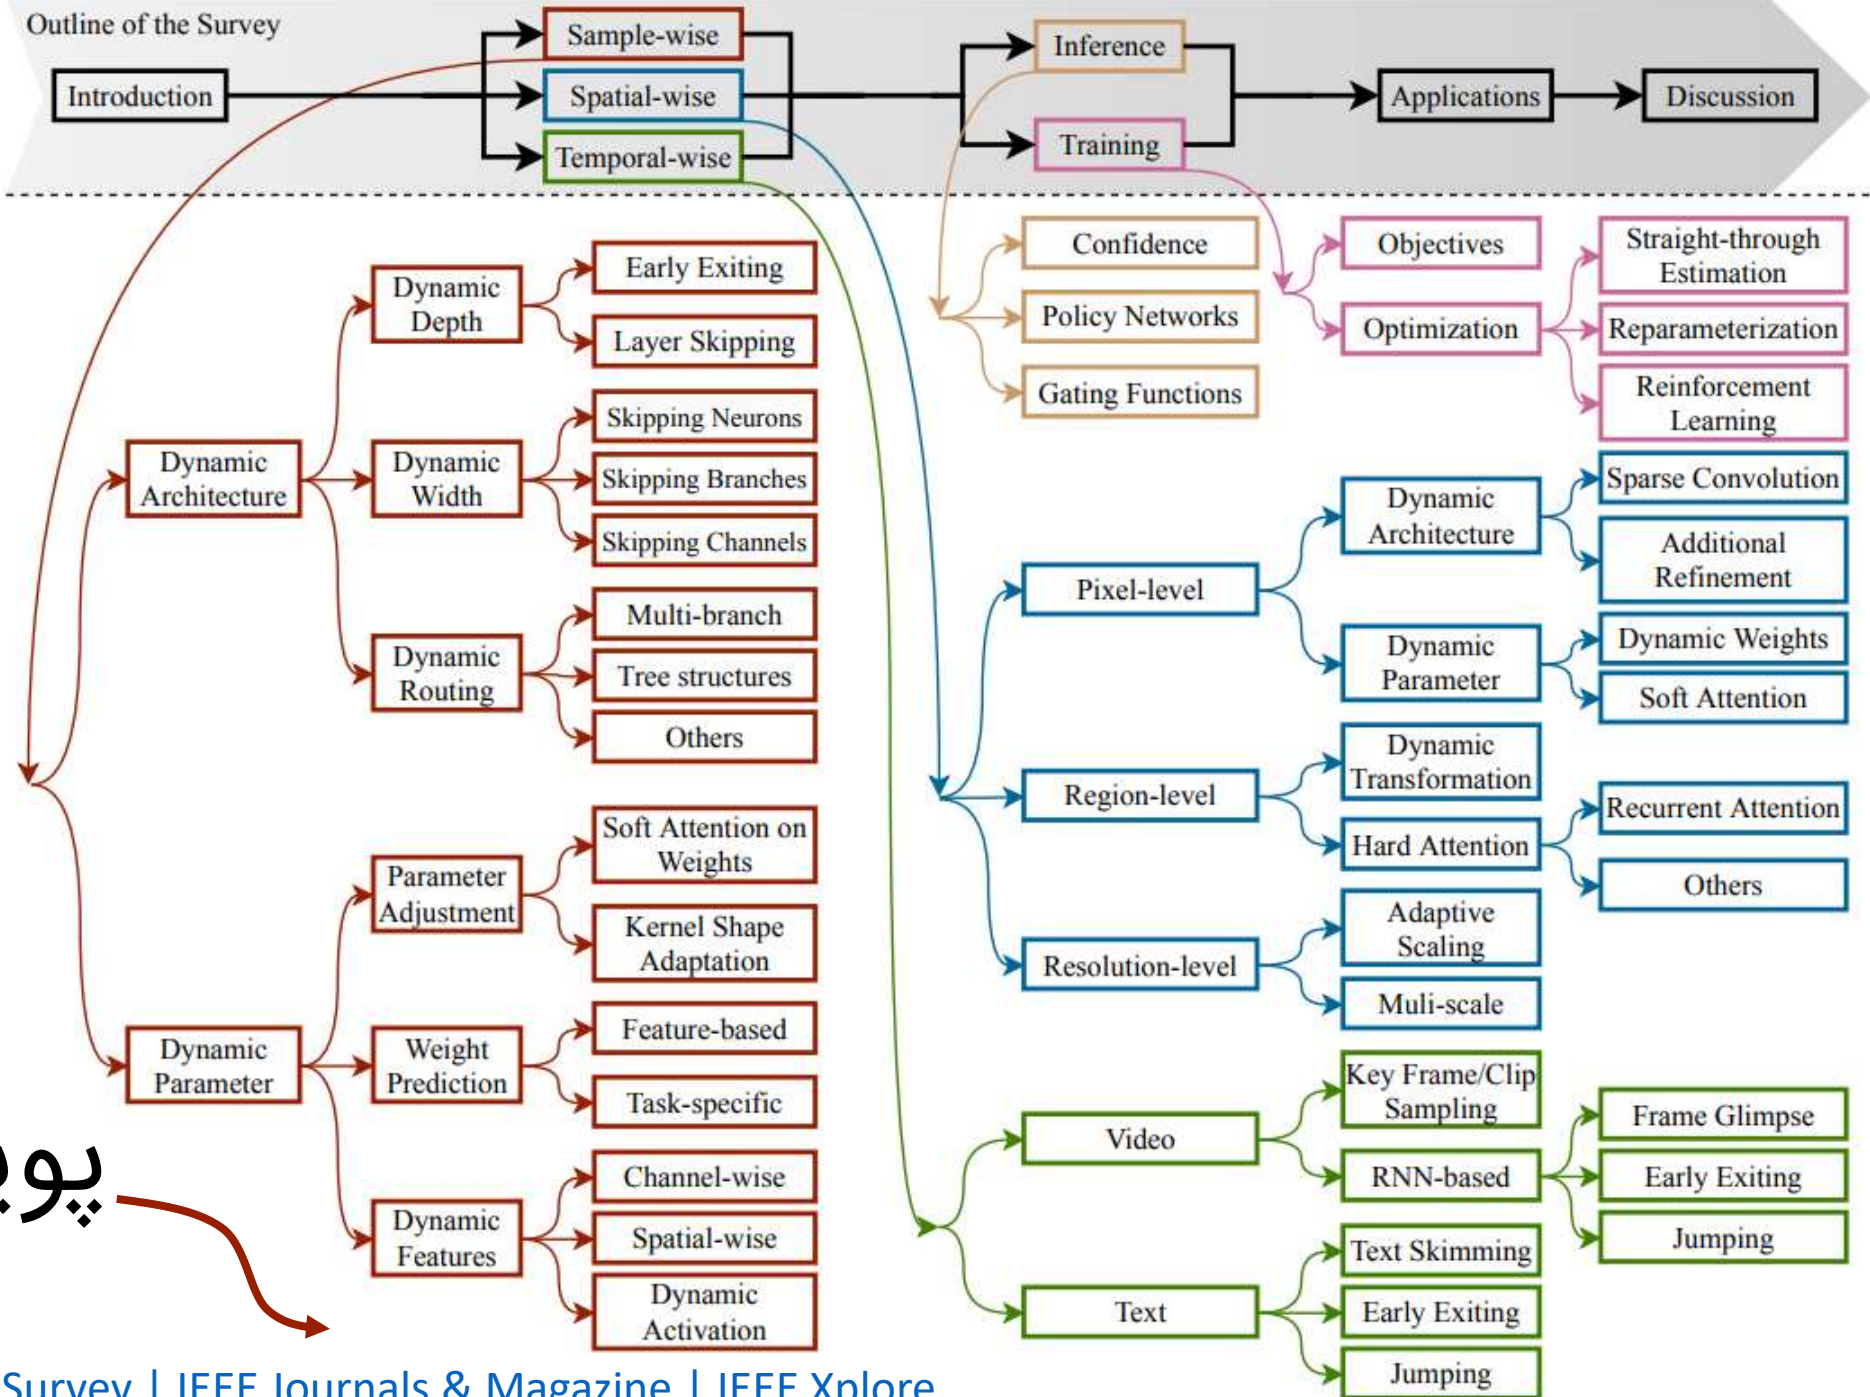 Outline of the Survey
Introduction
Sample-wise
Spatial-wise
Temporal-wise
Inference
Training
Applications
Discussion
Dynamic
Architecture
Dynamic
Depth
Early Exiting
Layer Skipping
Dynamic
Width
Skipping Neurons
Skipping Branches
Skipping Channels
Dynamic
Routing
Multi-branch
Tree structures
Others
Dynamic
Parameter
Parameter
Adjustment
Soft Attention on
Weights
Kernel Shape
Adaptation
Weight
Prediction
Feature-based
Task-specific
Dynamic
Features
Channel-wise
Spatial-wise
Dynamic
Activation
Confidence
Policy Networks
Gating Functions
Objectives
Optimization
Straight-through
Estimation
Reparameterization
Reinforcement
Learning
Pixel-level
Dynamic
Architecture
Sparse Convolution
Additional
Refinement
Dynamic
Parameter
Dynamic Weights
Soft Attention
Region-level
Dynamic
Transformation
Hard Attention
Recurrent Attention
Others
Resolution-level
Adaptive
Scaling
Muli-scale
Video
Key Frame/Clip
Sampling
RNN-based
Frame Glimpse
Early Exiting
Jumping
Text
Text Skimming
Early Exiting
Jumping
Survey | IEEE Journals & Magazine | IEEE Xplore